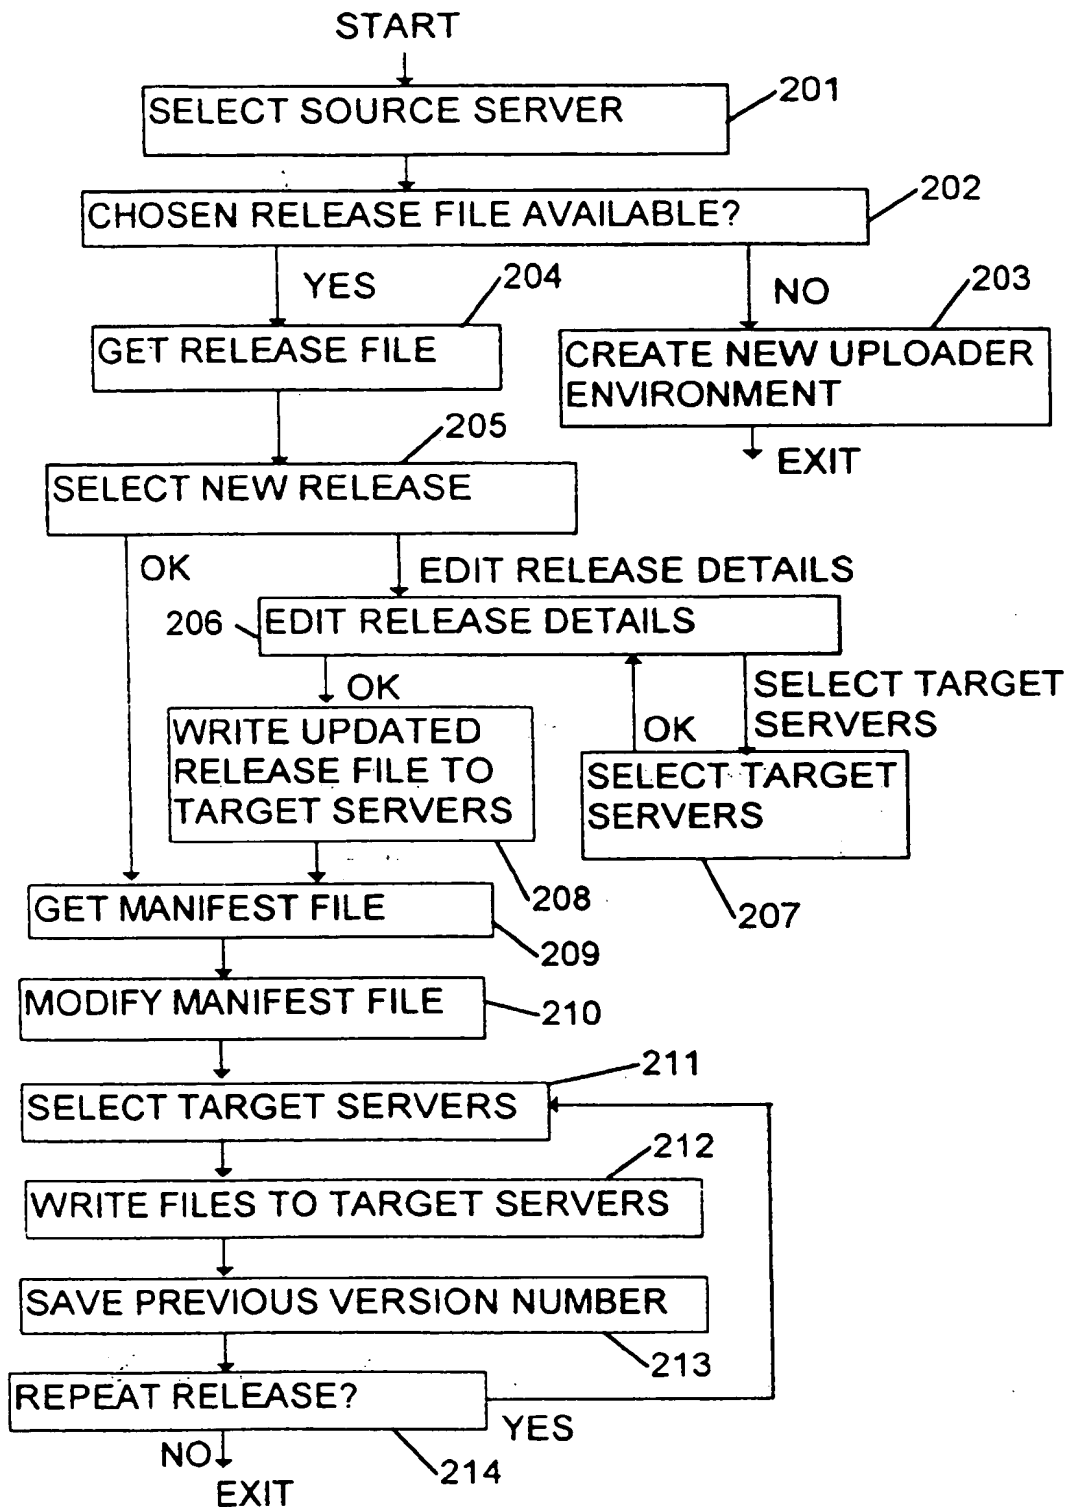 START
SELECT SOURCE SERVER
201
CHOSEN RELEASE FILE AVAILABLE?
202
YES
204
NO
203
GET RELEASE FILE
CREATE NEW UPLOADER
ENVIRONMENT
EXIT
205
SELECT NEW RELEASE
OK
EDIT RELEASE DETAILS
206
EDIT RELEASE DETAILS
OK
SELECT TARGET
SERVERS
OK
WRITE UPDATED
RELEASE FILE TO
TARGET SERVERS
SELECT TARGET
SERVERS
208
207
GET MANIFEST FILE
209
MODIFY MANIFEST FILE
210
211
SELECT TARGET SERVERS
212
WRITE FILES TO TARGET SERVERS
SAVE PREVIOUS VERSION NUMBER
213
REPEAT RELEASE?
YES
NO
214
EXIT